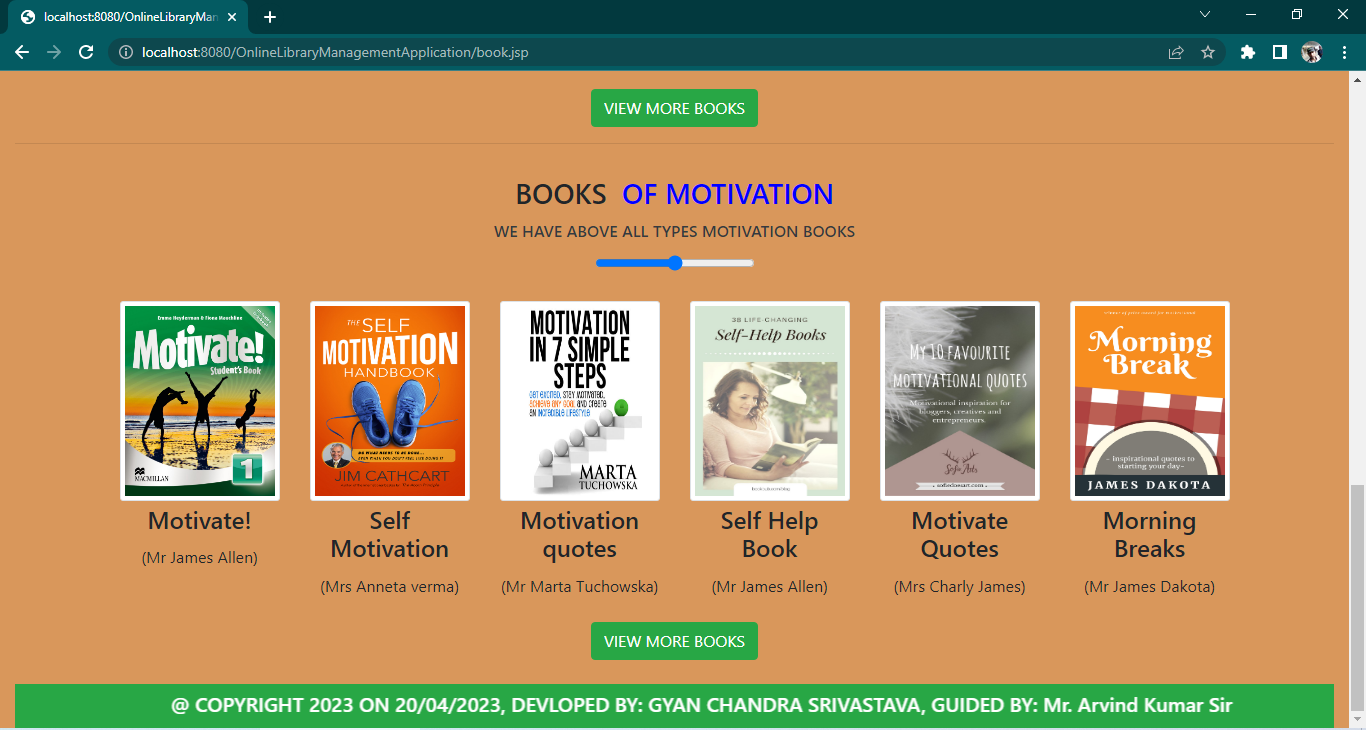 localhost:8080/OnlineLibraryMan
localhost:8080/OnlineLibraryManagementApplication/book.jsp
VIEW MORE BOOKS
BOOKS OF MOTIVATION
WE HAVE ABOVE ALL TYPES MOTIVATION BOOKS
Emma Heyderman & Fiona Mauchline
Motivate!
Student's Book
MACMILLAN
1
THE SELF
MOTIVATION
HANDBOOK
JIM CATHCART
MOTIVATION
IN 7 SIMPLE
STEPS
GET EXCITED, STAY MOTIVATED,
ACHIEVE ANY GOAL AND CREATE
AN INCREDIBLE LIFESTYLE
MARTA
TUCHOWSKA
38 LIFE-CHANGING
Self-Help Books
MY 10 FAVOURITE
MOTIVATIONAL QUOTES
Motivational inspiration for
bloggers, creatives and
entrepreneurs.
Morning
Break
- Inspirational quotes to
starting your day-
JAMES DAKOTA
Motivate!
(Mr James Allen)
Self
Motivation
(Mrs Anneta verma)
Motivation
quotes
(Mr Marta Tuchowska)
Self Help
Book
(Mr James Allen)
Motivate
Quotes
(Mrs Charly James)
Morning
Breaks
(Mr James Dakota)
VIEW MORE BOOKS
@ COPYRIGHT 2023 ON 20/04/2023, DEVLOPED BY: GYAN CHANDRA SRIVASTAVA, GUIDED BY: Mr. Arvind Kumar Sir